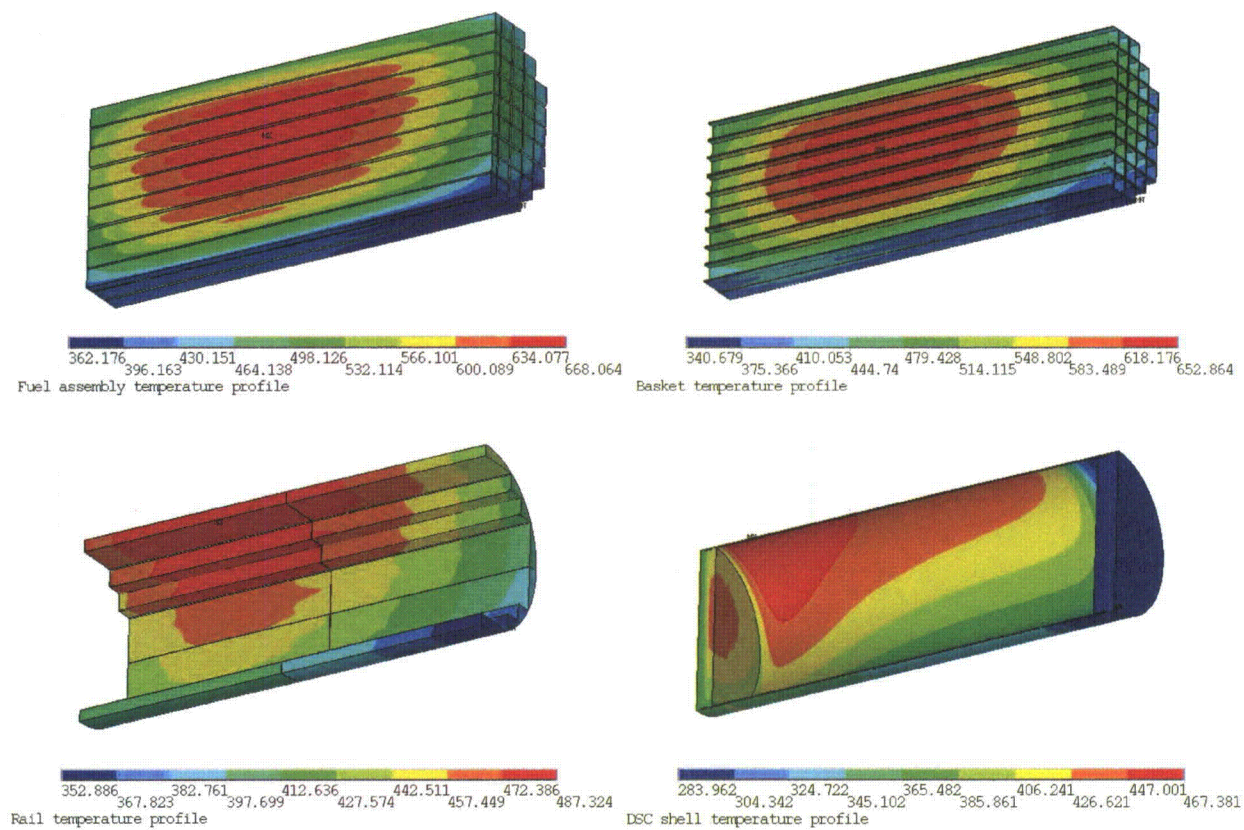 362.176 430.151 498.126 566.101 634.077
396.163 464.138 532.114 600.089 668.064
Fuel assembly temperature profile
340.679 410.053 479.428 548.802 618.176
375.366 444.74 514.115 583.489 652.864
Basket temperature profile
352.886 382.761 412.636 442.511 472.386
367.823 397.699 427.574 457.449 487.324
Rail temperature profile
283.962 324.722 365.482 406.241 447.001
304.342 345.102 385.861 426.621 467.381
DSC shell temperature profile